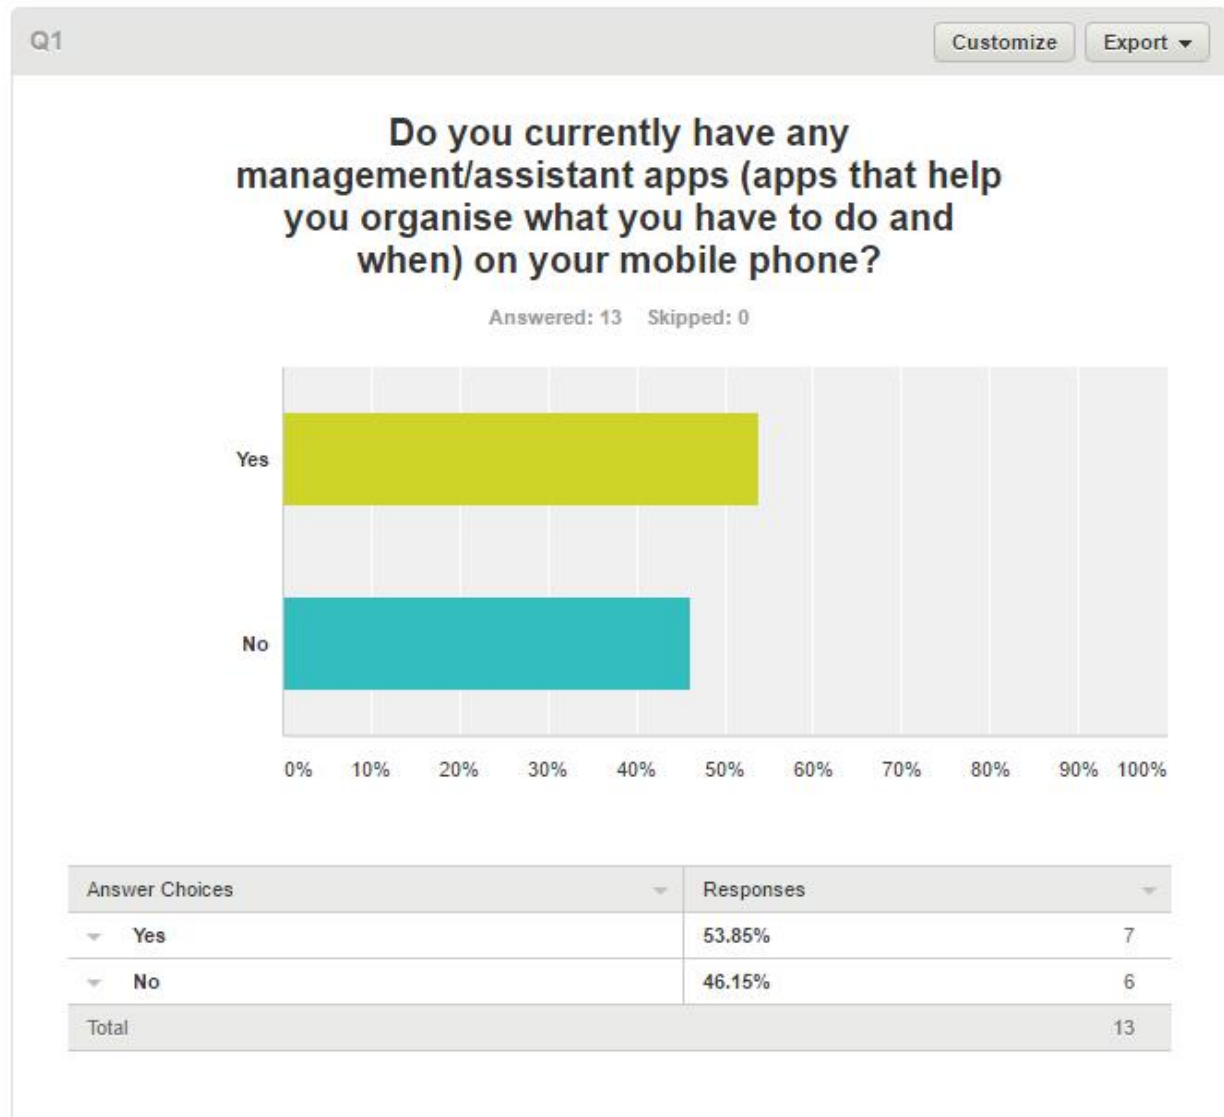 Q1 Customize Export
Do you currently have any
management/assistant apps (apps that help
you organise what you have to do and
when) on your mobile phone?
Answered: 13 Skipped: 0
Yes
No
0% 10% 20% 30% 40% 50% 60% 70% 80% 90% 100%
Answer Choices Responses
Yes 53.85% 7
No 46.15% 6
Total 13